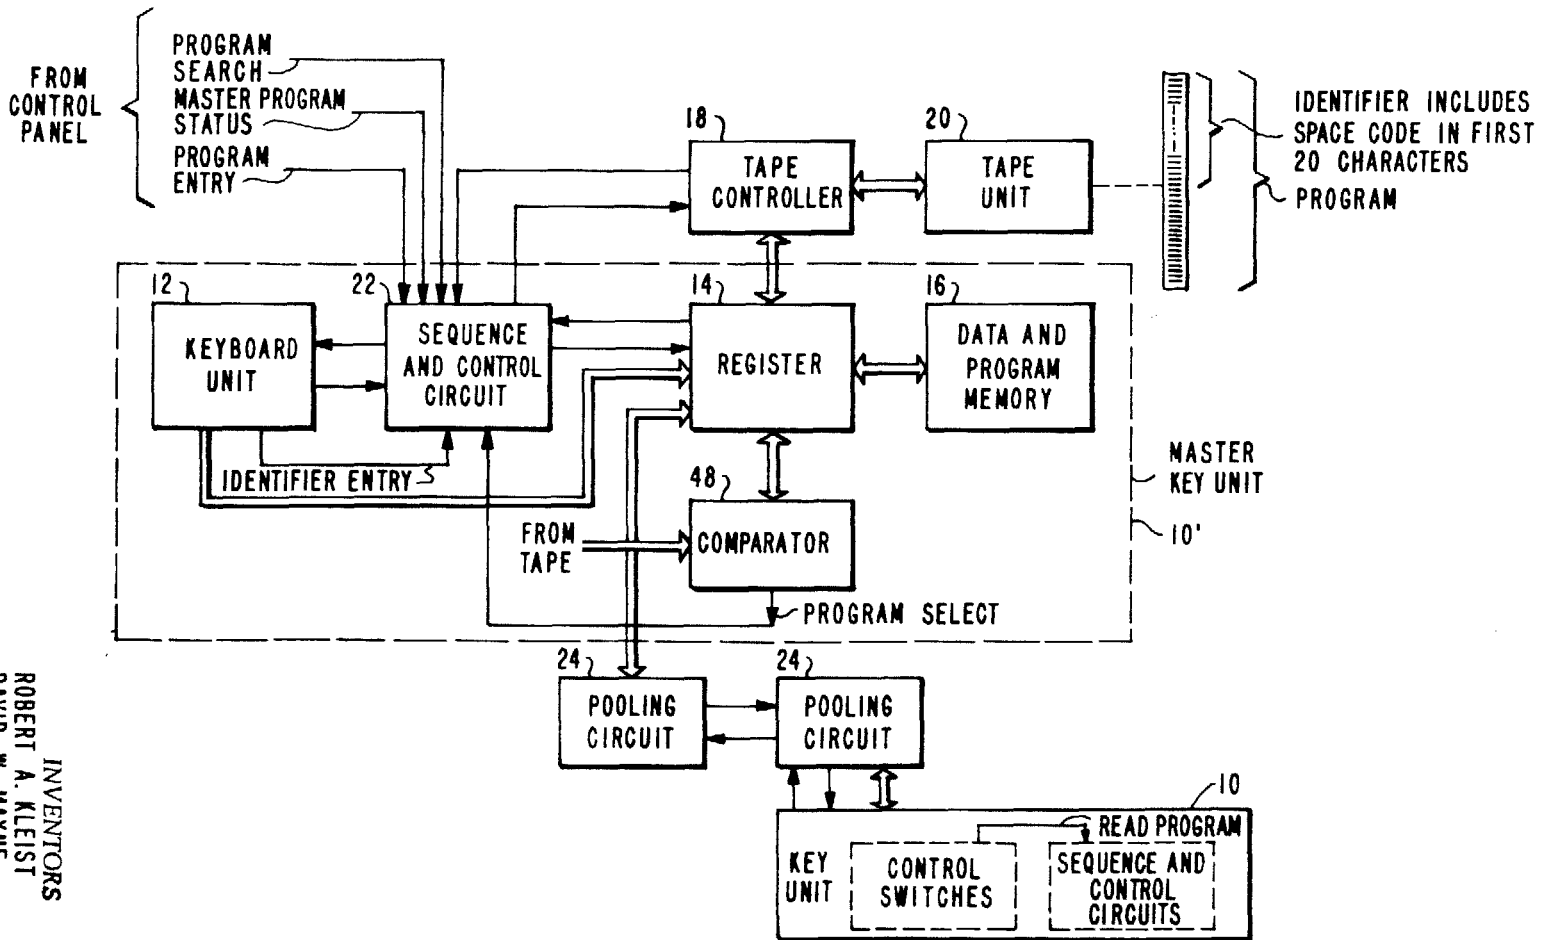 FROM
CONTROL
PANEL
PROGRAM
SEARCH
MASTER PROGRAM
STATUS
PROGRAM
ENTRY
18
TAPE
CONTROLLER
20
TAPE
UNIT
IDENTIFIER INCLUDES
SPACE CODE IN FIRST
20 CHARACTERS
PROGRAM
12
KEYBOARD
UNIT
22
SEQUENCE
AND CONTROL
CIRCUIT
14
REGISTER
16
DATA AND
PROGRAM
MEMORY
IDENTIFIER ENTRY
MASTER
KEY UNIT
10'
48
COMPARATOR
FROM
TAPE
PROGRAM SELECT
24
POOLING
CIRCUIT
24
POOLING
CIRCUIT
10
KEY
UNIT
CONTROL
SWITCHES
READ PROGRAM
SEQUENCE AND
CONTROL
CIRCUITS
INVENTORS
ROBERT A. KLEIST